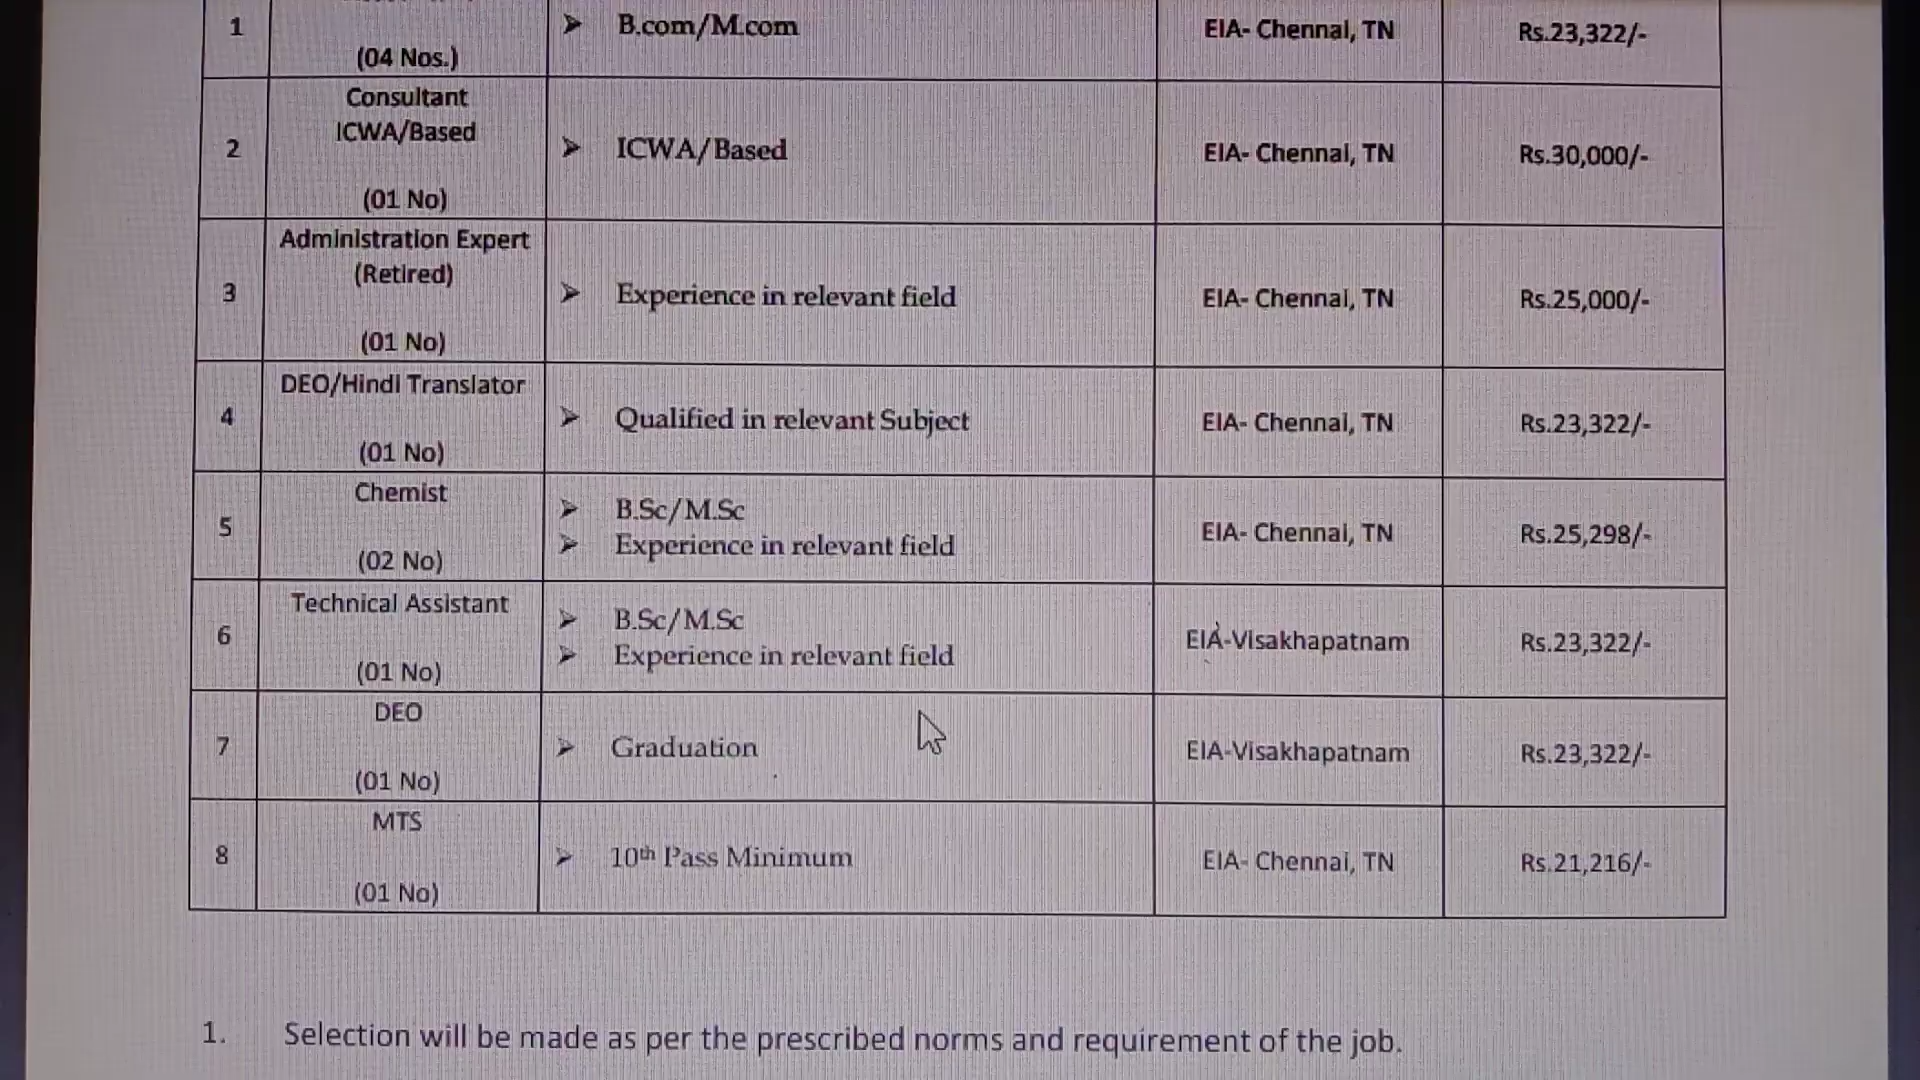 1
(04 Nos.)
➢ B.com/M.com
EIA- Chennai, TN
Rs.23,322/-
2
Consultant
ICWA/Based
(01 No)
➢ ICWA/Based
EIA- Chennai, TN
Rs.30,000/-
3
Administration Expert
(Retired)
(01 No)
➢ Experience in relevant field
EIA- Chennai, TN
Rs.25,000/-
4
DEO/Hindi Translator
(01 No)
➢ Qualified in relevant Subject
EIA- Chennai, TN
Rs.23,322/-
5
Chemist
(02 No)
➢ B.Sc/M.Sc
➢ Experience in relevant field
EIA- Chennai, TN
Rs.25,298/-
6
Technical Assistant
(01 No)
➢ B.Sc/M.Sc
➢ Experience in relevant field
EIA-Visakhapatnam
Rs.23,322/-
7
DEO
(01 No)
➢ Graduation
EIA-Visakhapatnam
Rs.23,322/-
8
MTS
(01 No)
➢ 10th Pass Minimum
EIA- Chennai, TN
Rs.21,216/-
1. Selection will be made as per the prescribed norms and requirement of the job.